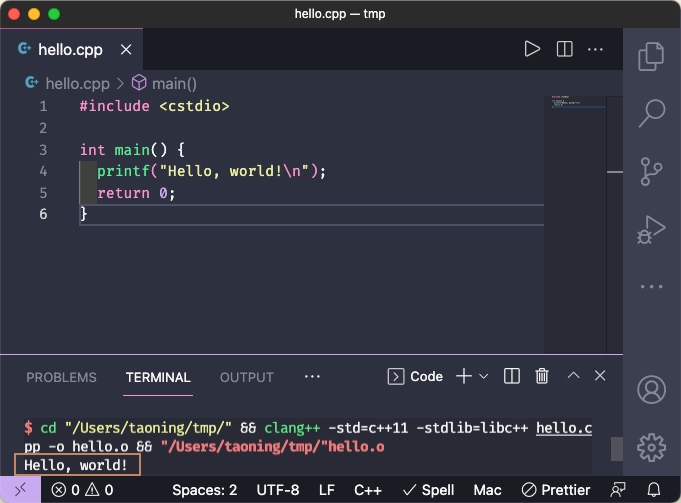 hello.cpp — tmp
hello.cpp
hello.cpp > main()
1 #include <cstdio>
2
3 int main() {
4   printf("Hello, world!\n");
5   return 0;
6 }
PROBLEMS TERMINAL OUTPUT ··· Code
$ cd "/Users/taoning/tmp/" && clang++ -std=c++11 -stdlib=libc++ hello.c
pp -o hello.o && "/Users/taoning/tmp/"hello.o
Hello, world!
0 0 Spaces: 2 UTF-8 LF C++ Spell Mac Prettier